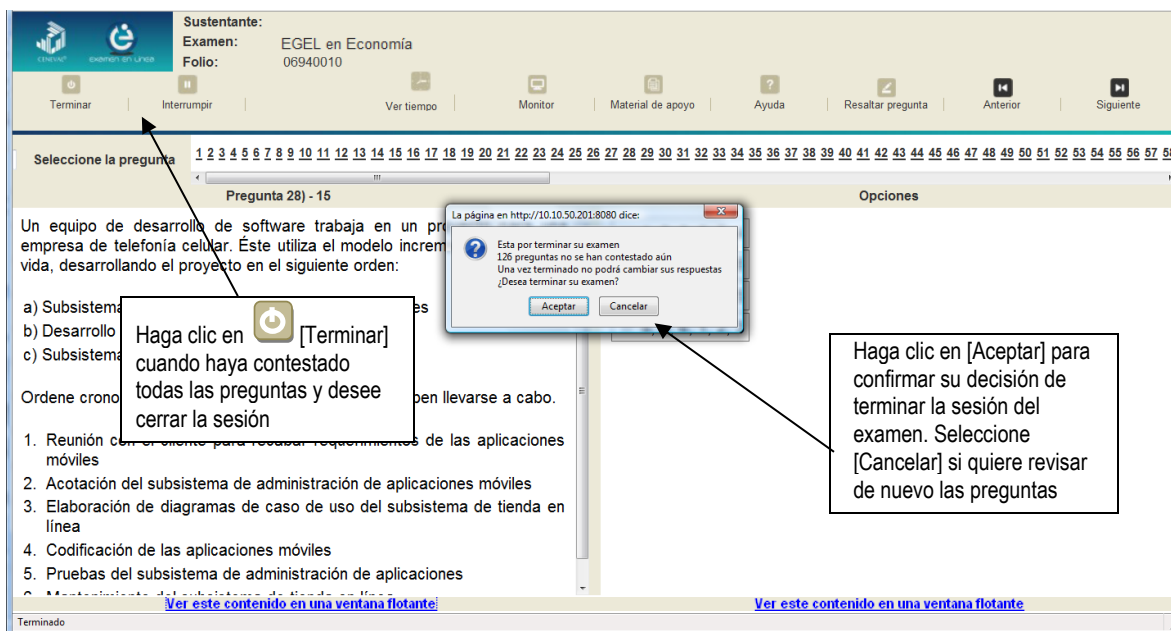 Sustentante:
Examen: EGEL en Economía
Folio: 06940010
CENEVAL®
EXAMEN EN LÍNEA
Terminar
Interrumpir
Ver tiempo
Monitor
Material de apoyo
Ayuda
Resaltar pregunta
Anterior
Siguiente
Seleccione la pregunta
1 2 3 4 5 6 7 8 9 10 11 12 13 14 15 16 17 18 19 20 21 22 23 24 25 26 27 28 29 30 31 32 33 34 35 36 37 38 39 40 41 42 43 44 45 46 47 48 49 50 51 52 53 54 55 56 57 58
Pregunta 28) - 15
Opciones
Un equipo de desarrollo de software trabaja en un
empresa de telefonía celular. Éste utiliza el modelo
vida, desarrollando el proyecto en el siguiente orden:
a) Subsistema
b) Desarrollo
c) Subsistema
Ordene llevarse a cabo.
1. Reunión con el cliente para recabar requerimientos de las aplicaciones
móviles
2. Acotación del subsistema de administración de aplicaciones móviles
3. Elaboración de diagramas de caso de uso del subsistema de tienda en
línea
4. Codificación de las aplicaciones móviles
5. Pruebas del subsistema de administración de aplicaciones
Ver este contenido en una ventana flotante
Ver este contenido en una ventana flotante
Terminado
La página en http://10.10.50.201:8080 dice:
Esta por terminar su examen
126 preguntas no se han contestado aún
Una vez terminado no podrá cambiar sus respuestas
¿Desea terminar su examen?
Aceptar
Cancelar
Haga clic en [Terminar]
cuando haya contestado
todas las preguntas y desee
cerrar la sesión
Haga clic en [Aceptar] para
confirmar su decisión de
terminar la sesión del
examen. Seleccione
[Cancelar] si quiere revisar
de nuevo las preguntas